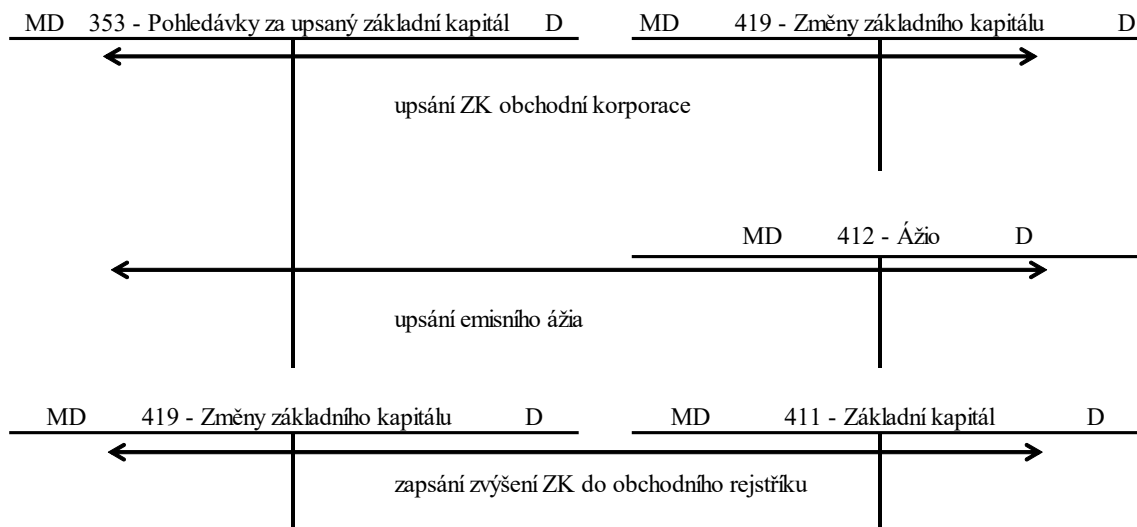 MD 353 - Pohledávky za upsaný základní kapitál D MD 419 - Změny základního kapitálu D
upsání ZK obchodní korporace
MD 412 - Ážio D
upsání emisního ážia
MD 419 - Změny základního kapitálu D MD 411 - Základní kapitál D
zapsání zvýšení ZK do obchodního rejstříku